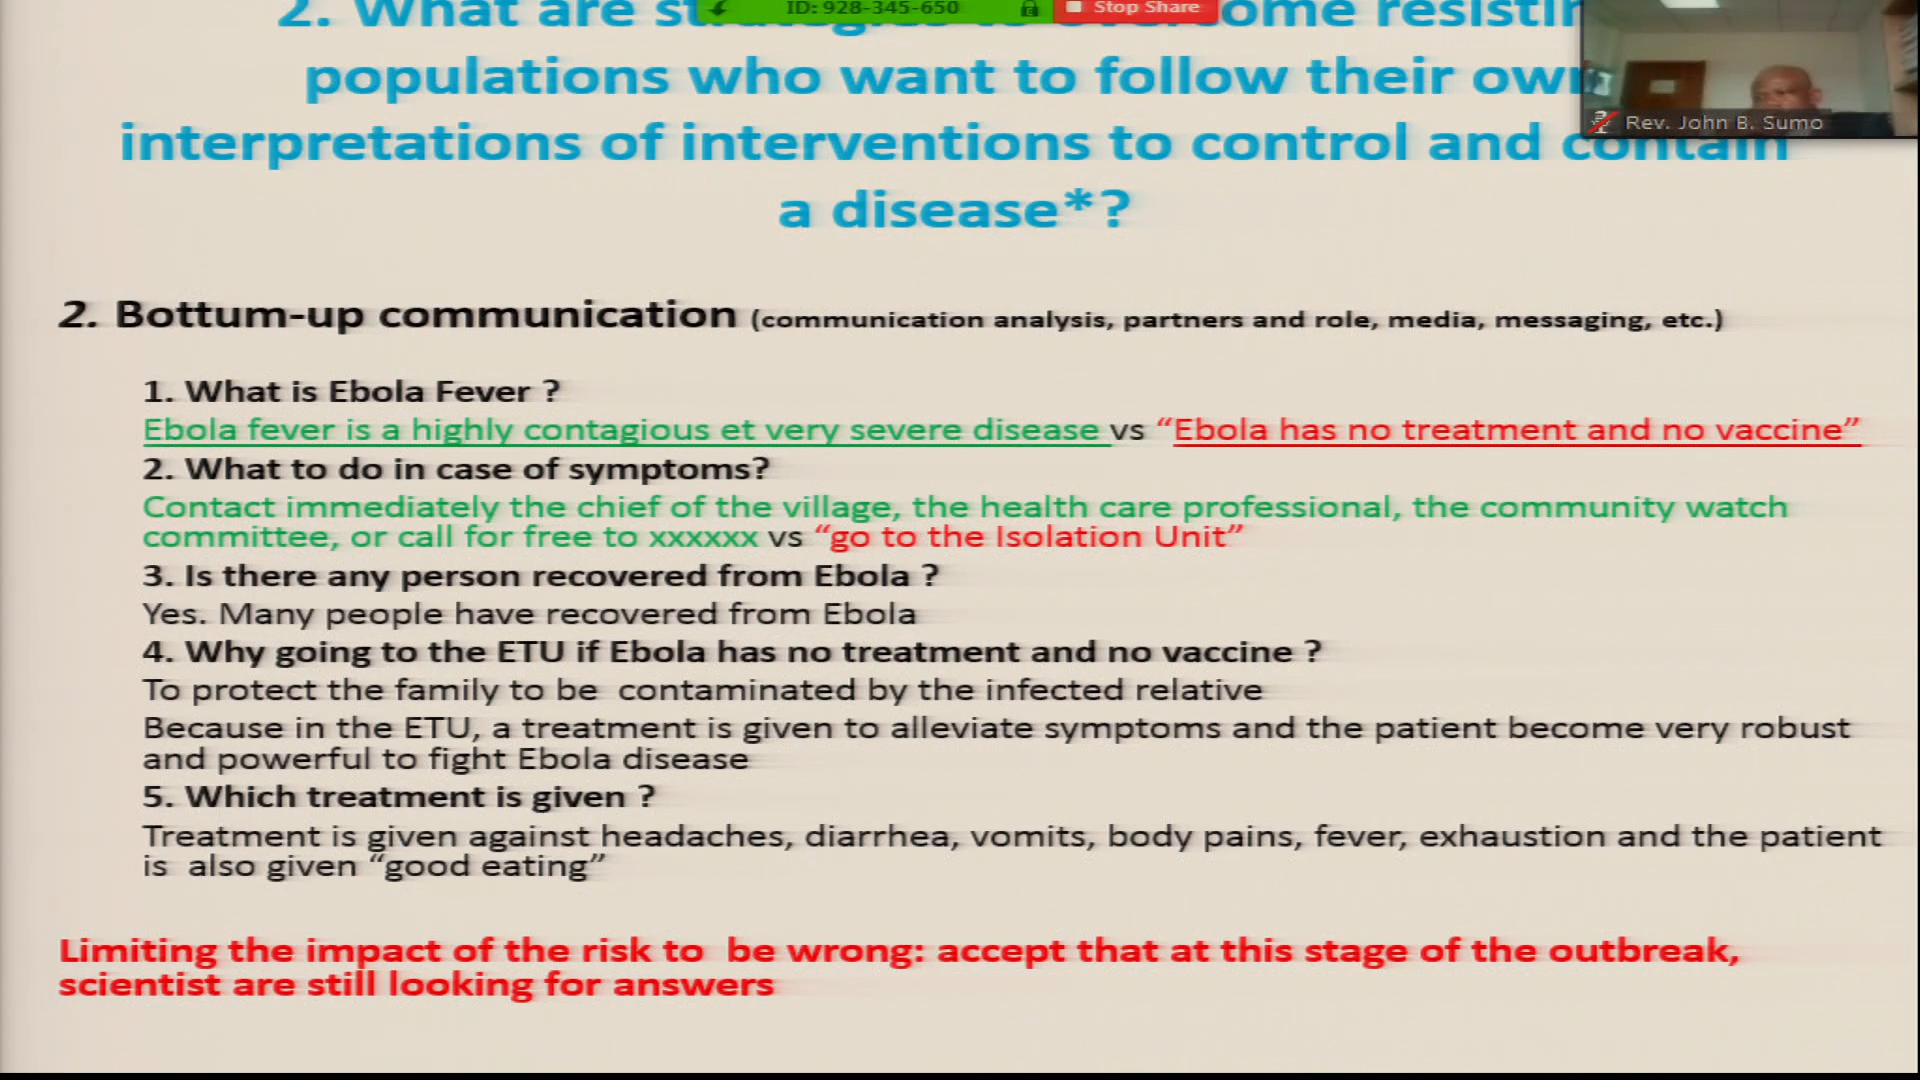 ID: 928-345-650
Stop Share
2. What are strategies to overcome resisting
populations who want to follow their own
Rev. John B. Sumo
interpretations of interventions to control and contain
a disease*?
2. Bottum-up communication (communication analysis, partners and role, media, messaging, etc.)
1. What is Ebola Fever ?
Ebola fever is a highly contagious et very severe disease vs “Ebola has no treatment and no vaccine”
2. What to do in case of symptoms?
Contact immediately the chief of the village, the health care professional, the community watch
committee, or call for free to xxxxxx vs “go to the Isolation Unit”
3. Is there any person recovered from Ebola ?
Yes. Many people have recovered from Ebola
4. Why going to the ETU if Ebola has no treatment and no vaccine ?
To protect the family to be contaminated by the infected relative
Because in the ETU, a treatment is given to alleviate symptoms and the patient become very robust
and powerful to fight Ebola disease
5. Which treatment is given ?
Treatment is given against headaches, diarrhea, vomits, body pains, fever, exhaustion and the patient
is also given “good eating”
Limiting the impact of the risk to be wrong: accept that at this stage of the outbreak,
scientist are still looking for answers